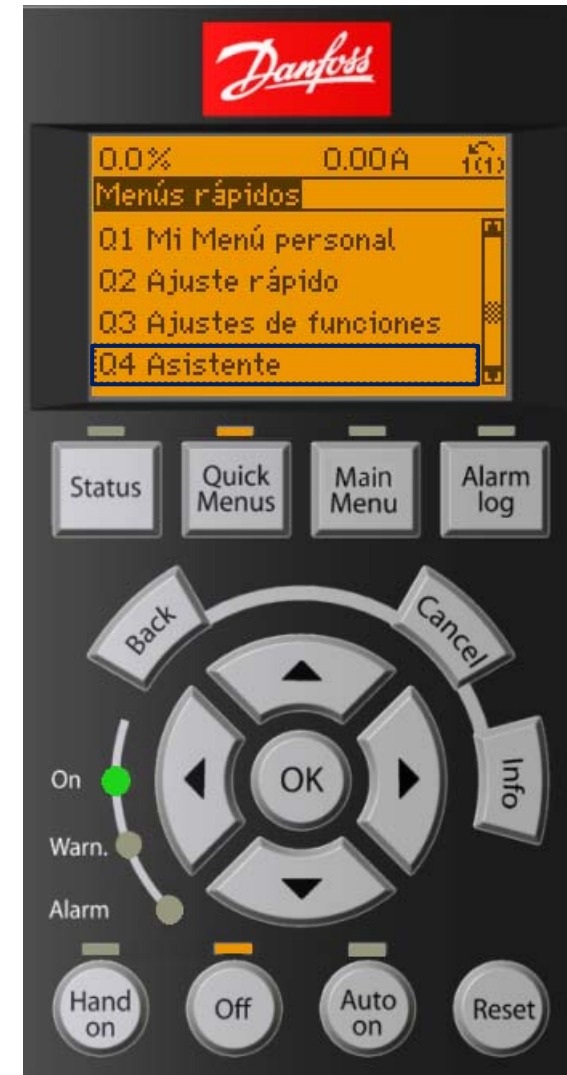 Danfoss
0.0% 0.00A 1(1)
Menús rápidos
Q1 Mi Menú personal
Q2 Ajuste rápido
Q3 Ajustes de funciones
Q4 Asistente
Status
Quick Menus
Main Menu
Alarm log
Back
Cancel
On
OK
Info
Warn.
Alarm
Hand on
Off
Auto on
Reset